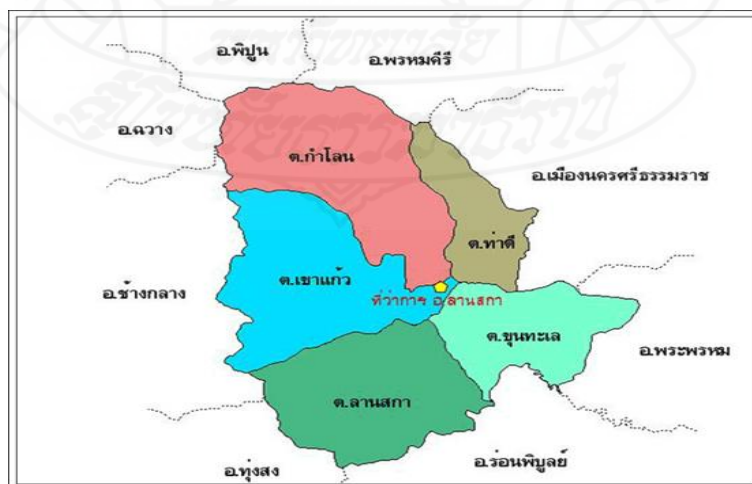 อ.พิปูน
อ.พรหมคีรี
อ.ฉวาง
ต.กำโลน
อ.เมืองนครศรีธรรมราช
ต.ท่าดี
ต.เขาแก้ว
อ.ช้างกลาง
ที่ว่าการ อ.ลานสกา
ต.ขุนทะเล
อ.พระพรหม
ต.ลานสกา
อ.ร่อนพิบูลย์
อ.ทุ่งสง